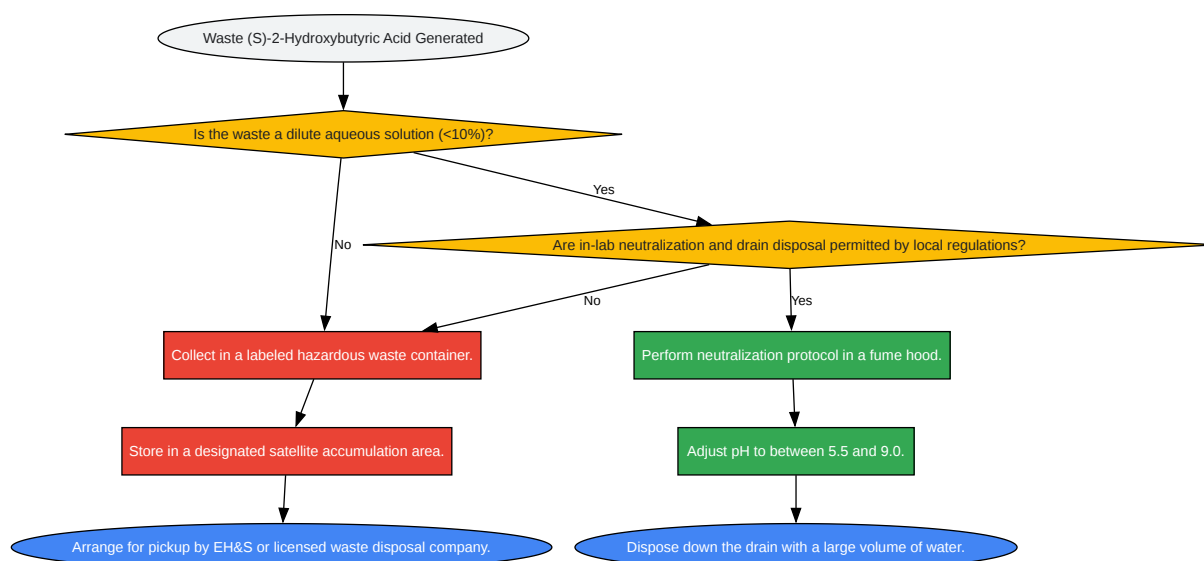 Waste (S)-2-Hydroxybutyric Acid Generated
Is the waste a dilute aqueous solution (<10%)?
Yes
No
Are in-lab neutralization and drain disposal permitted by local regulations?
No
Yes
Collect in a labeled hazardous waste container.
Perform neutralization protocol in a fume hood.
Store in a designated satellite accumulation area.
Adjust pH to between 5.5 and 9.0.
Arrange for pickup by EH&S or licensed waste disposal company.
Dispose down the drain with a large volume of water.